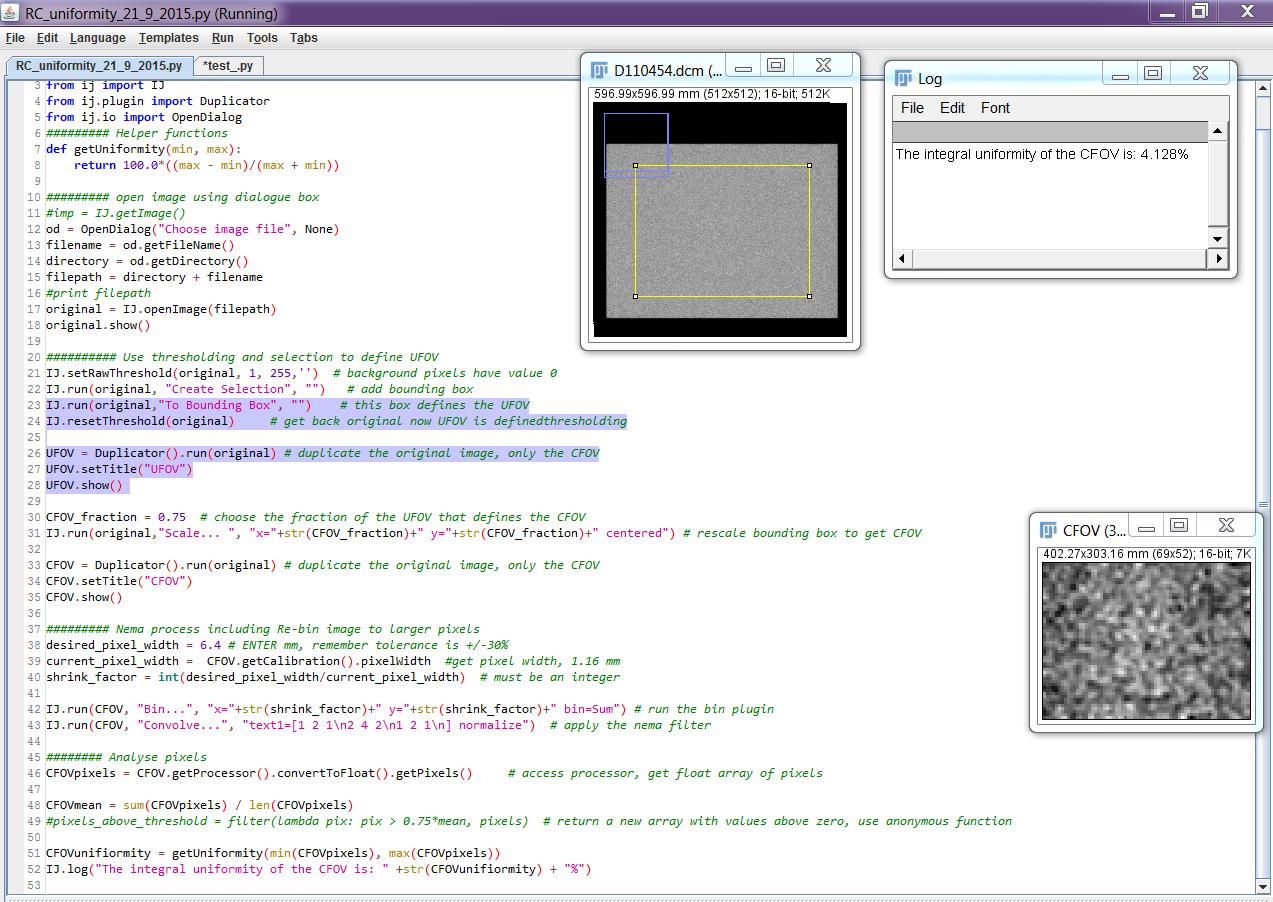 RC_uniformity_21_9_2015.py (Running)
File Edit Language Templates Run Tools Tabs
RC_uniformity_21_9_2015.py *test_.py
3 from ij import IJ
4 from ij.plugin import Duplicator
5 from ij.io import OpenDialog
6 ######### Helper functions
7 def getUniformity(min, max):
8     return 100.0*((max - min)/(max + min))
9
10 ######### open image using dialogue box
11 #imp = IJ.getImage()
12 od = OpenDialog("Choose image file", None)
13 filename = od.getFileName()
14 directory = od.getDirectory()
15 filepath = directory + filename
16 #print filepath
17 original = IJ.openImage(filepath)
18 original.show()
19
20 ########## Use thresholding and selection to define UFOV
21 IJ.setRawThreshold(original, 1, 255,'')  # background pixels have value 0
22 IJ.run(original, "Create Selection", "")   # add bounding box
23 IJ.run(original,"To Bounding Box", "")    # this box defines the UFOV
24 IJ.resetThreshold(original)     # get back original now UFOV is definedthresholding
25
26 UFOV = Duplicator().run(original) # duplicate the original image, only the CFOV
27 UFOV.setTitle("UFOV")
28 UFOV.show()
29
30 CFOV_fraction = 0.75  # choose the fraction of the UFOV that defines the CFOV
31 IJ.run(original,"Scale... ", "x="+str(CFOV_fraction)+" y="+str(CFOV_fraction)+" centered") # rescale bounding box to get CFOV
32
33 CFOV = Duplicator().run(original) # duplicate the original image, only the CFOV
34 CFOV.setTitle("CFOV")
35 CFOV.show()
36
37 ######### Nema process including Re-bin image to larger pixels
38 desired_pixel_width = 6.4 # ENTER mm, remember tolerance is +/-30%
39 current_pixel_width =  CFOV.getCalibration().pixelWidth  #get pixel width, 1.16 mm
40 shrink_factor = int(desired_pixel_width/current_pixel_width)  # must be an integer
41
42 IJ.run(CFOV, "Bin...", "x="+str(shrink_factor)+" y="+str(shrink_factor)+" bin=Sum") # run the bin plugin
43 IJ.run(CFOV, "Convolve...", "text1=[1 2 1\n2 4 2\n1 2 1\n] normalize")  # apply the nema filter
44
45 ######## Analyse pixels
46 CFOVpixels = CFOV.getProcessor().convertToFloat().getPixels()     # access processor, get float array of pixels
47
48 CFOVmean = sum(CFOVpixels) / len(CFOVpixels)
49 #pixels_above_threshold = filter(lambda pix: pix > 0.75*mean, pixels)  # return a new array with values above zero, use anonymous function
50
51 CFOVunifiormity = getUniformity(min(CFOVpixels), max(CFOVpixels))
52 IJ.log("The integral uniformity of the CFOV is: " +str(CFOVunifiormity) + "%")
53
D110454.dcm (...
596.99x596.99 mm (512x512); 16-bit; 512K
Log
File Edit Font
The integral uniformity of the CFOV is: 4.128%
CFOV (3...
402.27x303.16 mm (69x52); 16-bit; 7K